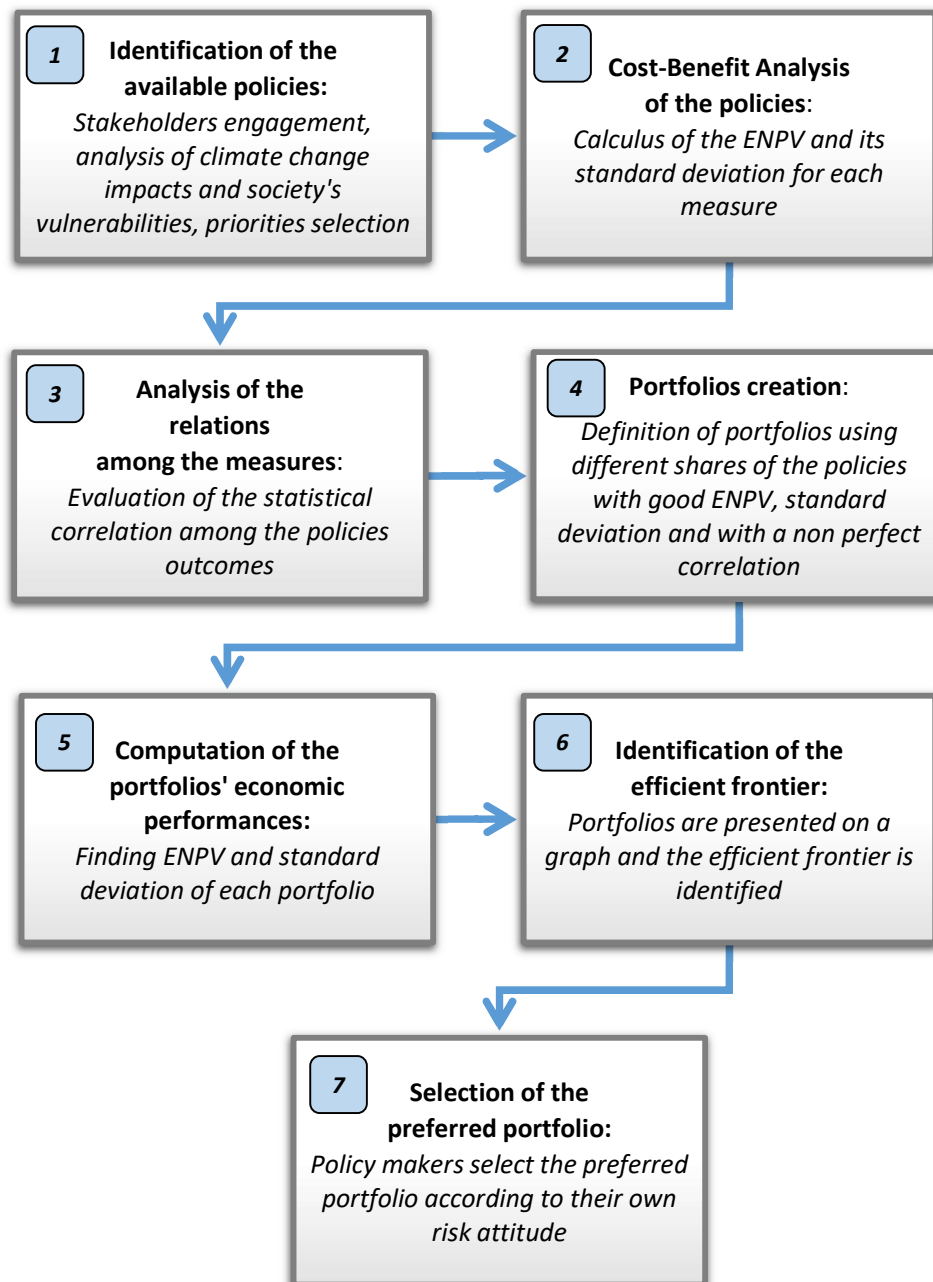 1
Identification of the
available policies:
Stakeholders engagement,
analysis of climate change
impacts and society's
vulnerabilities, priorities selection
2
Cost-Benefit Analysis
of the policies:
Calculus of the ENPV and its
standard deviation for each
measure
3
Analysis of the
relations
among the measures:
Evaluation of the statistical
correlation among the policies
outcomes
4
Portfolios creation:
Definition of portfolios using
different shares of the policies
with good ENPV, standard
deviation and with a non perfect
correlation
5
Computation of the
portfolios' economic
performances:
Finding ENPV and standard
deviation of each portfolio
6
Identification of the
efficient frontier:
Portfolios are presented on a
graph and the efficient frontier is
identified
7
Selection of the
preferred portfolio:
Policy makers select the preferred
portfolio according to their own
risk attitude